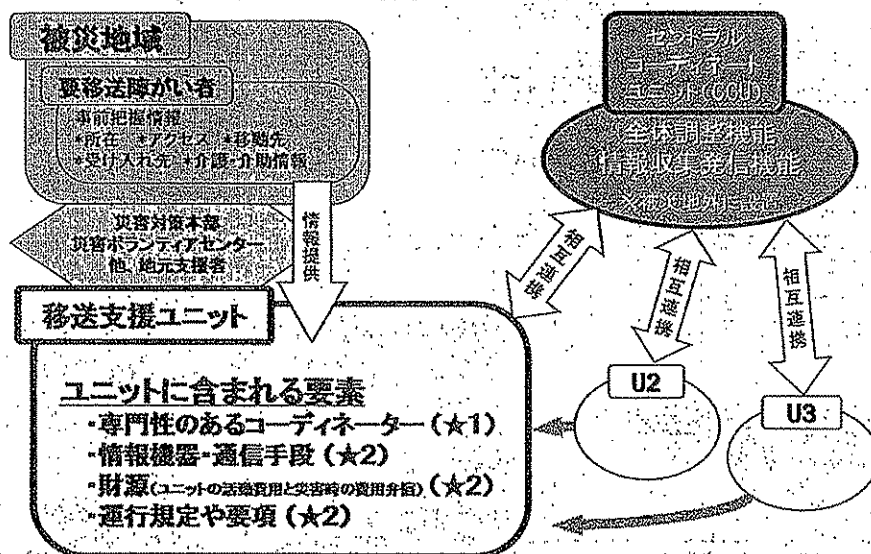 被災地域
要移送障がい者
事前把握情報
*所在 *アクセス *移動先
*受け入れ先 *介護・介助情報
災害対策本部
災害ボランティアセンター
他、地元支援者
情報提供
移送支援ユニット
ユニットに含まれる要素
・専門性のあるコーディネーター(★1)
・情報機器・通信手段(★2)
・財源(ユニットの活動費用と災害時の費用弁償)(★2)
・運行規定や要項(★2)
セントラル
コーディネート
ユニット(CCU)
全体調整機能
情報収集発信機能
※被災地外に設置
相互連携
相互連携
相互連携
U2
U3